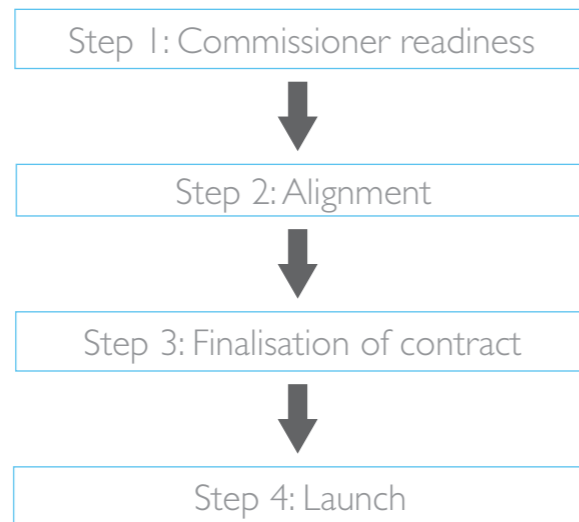 Step 1: Commissioner readiness
Step 2: Alignment
Step 3: Finalisation of contract
Step 4: Launch